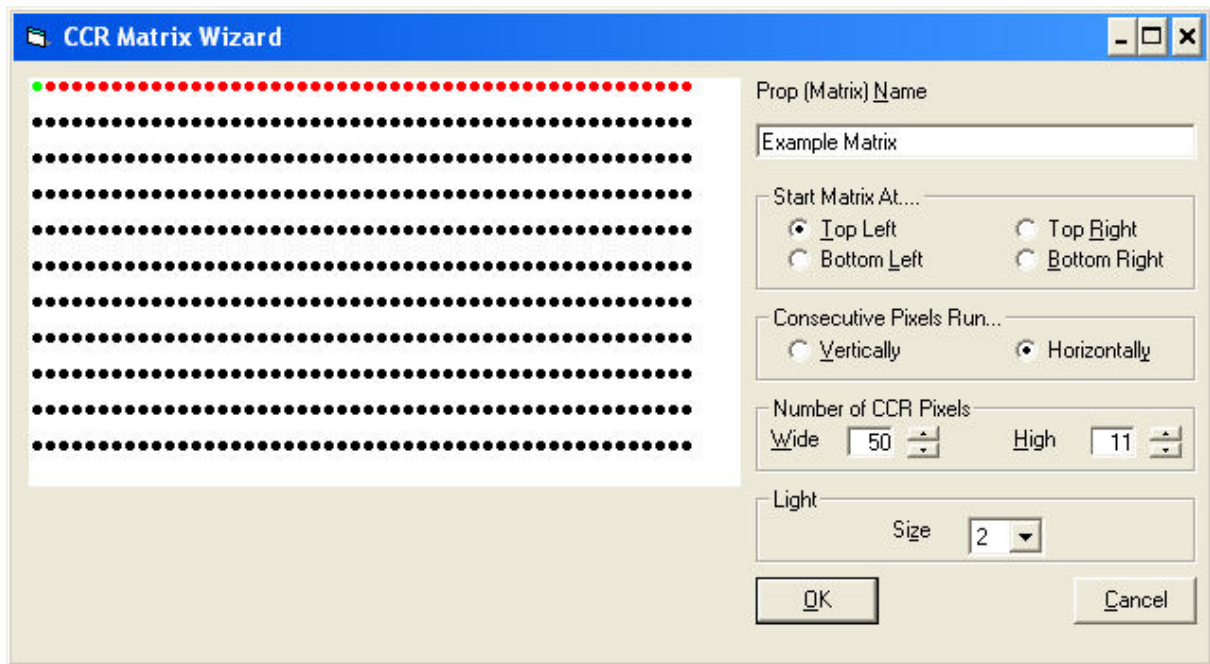 CCR Matrix Wizard
Prop (Matrix) Name
Example Matrix
Start Matrix At....
Top Left
Top Right
Bottom Left
Bottom Right
Consecutive Pixels Run...
Vertically
Horizontally
Number of CCR Pixels
Wide 50
High 11
Light
Size 2
OK
Cancel